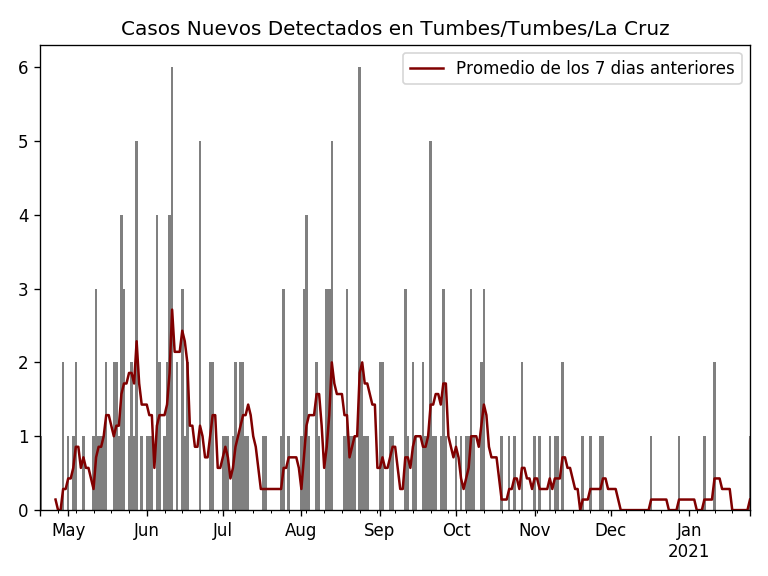 Casos Nuevos Detectados en Tumbes/Tumbes/La Cruz
Promedio de los 7 dias anteriores
6
5
4
3
2
1
0
May Jun Jul Aug Sep Oct Nov Dec Jan
2021